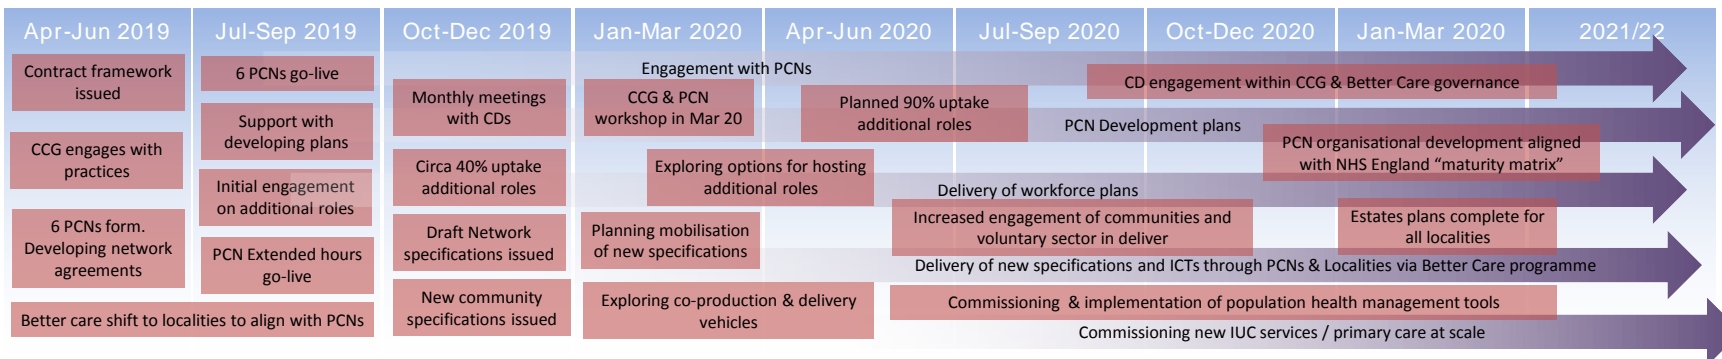 Apr-Jun 2019
Jul-Sep 2019
Oct-Dec 2019
Jan-Mar 2020
Apr-Jun 2020
Jul-Sep 2020
Oct-Dec 2020
Jan-Mar 2020
2021/22
Contract framework
issued
CCG engages with
practices
6 PCNs form.
Developing network
agreements
6 PCNs go-live
Support with
developing plans
Initial engagement
on additional roles
PCN Extended hours
go-live
Better care shift to localities to align with PCNs
Monthly meetings
with CDs
Circa 40% uptake
additional roles
Draft Network
specifications issued
New community
specifications issued
Engagement with PCNs
CCG & PCN
workshop in Mar 20
Exploring options for hosting
additional roles
Planning mobilisation
of new specifications
Exploring co-production & delivery
vehicles
Planned 90% uptake
additional roles
CD engagement within CCG & Better Care governance
PCN Development plans
PCN organisational development aligned
with NHS England “maturity matrix”
Delivery of workforce plans
Increased engagement of communities and
voluntary sector in deliver
Estates plans complete for
all localities
Delivery of new specifications and ICTs through PCNs & Localities via Better Care programme
Commissioning & implementation of population health management tools
Commissioning new IUC services / primary care at scale